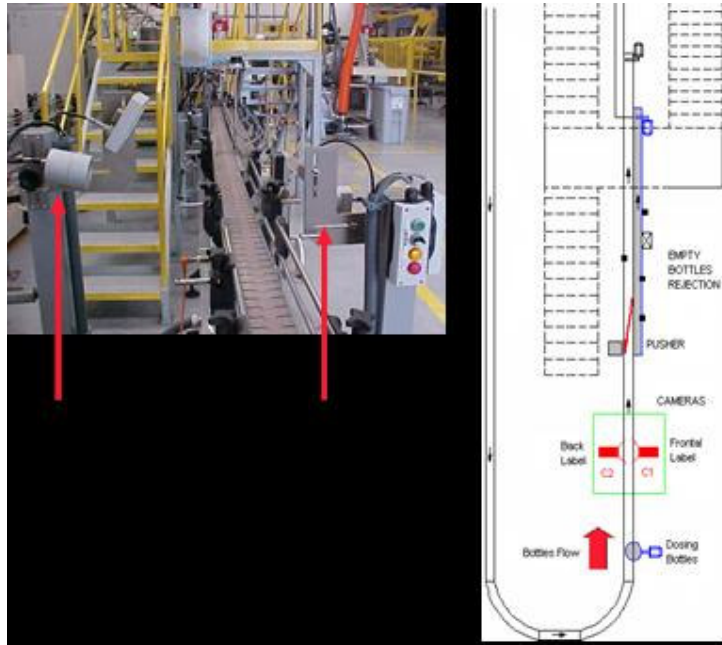 EMPTY
BOTTLES
REJECTION
PUSHER
CAMERAS
Back
Label
Frontal
Label
C2
C1
Bottles Flow
Dosing
Bottles